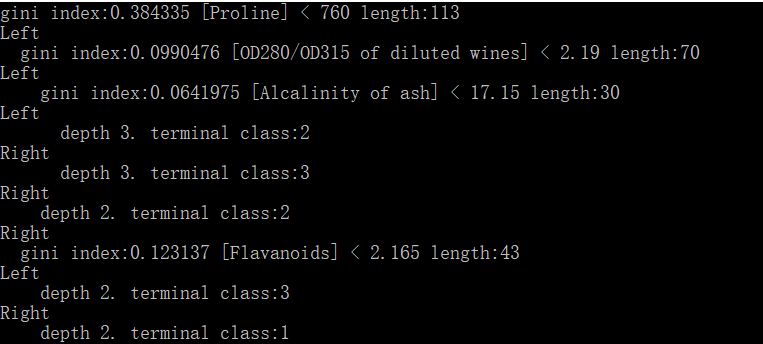 gini index:0.384335 [Proline] < 760 length:113
Left
  gini index:0.0990476 [OD280/OD315 of diluted wines] < 2.19 length:70
Left
    gini index:0.0641975 [Alcalinity of ash] < 17.15 length:30
Left
      depth 3. terminal class:2
Right
      depth 3. terminal class:3
Right
    depth 2. terminal class:2
Right
  gini index:0.123137 [Flavanoids] < 2.165 length:43
Left
    depth 2. terminal class:3
Right
    depth 2. terminal class:1